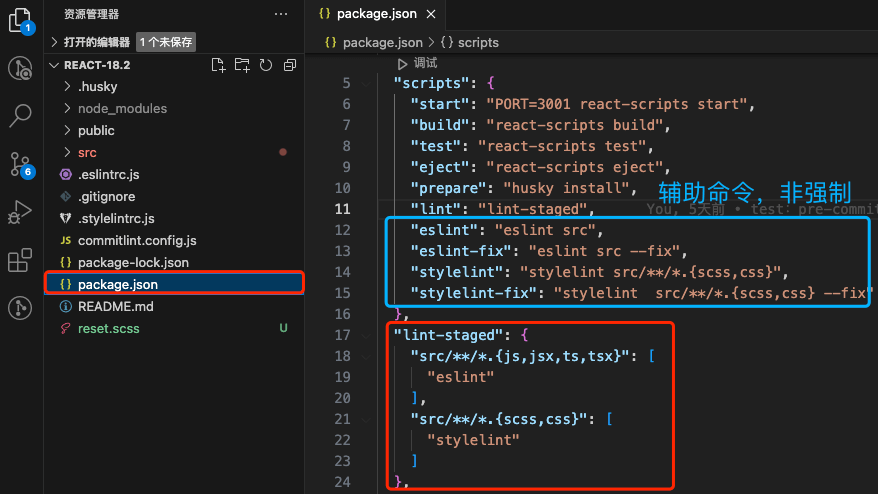 资源管理器
打开的编辑器 1 个未保存
REACT-18.2
.husky
node_modules
public
src
.eslintrc.js
.gitignore
.stylelintrc.js
JS commitlint.config.js
{} package-lock.json
{} package.json
README.md
reset.scss U
1
6
{} package.json ×
{} package.json > {} scripts
调试
5 "scripts": {
6 "start": "PORT=3001 react-scripts start",
7 "build": "react-scripts build",
8 "test": "react-scripts test",
9 "eject": "react-scripts eject",
10 "prepare": "husky install",
辅助命令，非强制
11 "lint": "lint-staged", You, 5天前 • test: pre-commit
12 "eslint": "eslint src",
13 "eslint-fix": "eslint src --fix",
14 "stylelint": "stylelint src/**/*.{scss,css}",
15 "stylelint-fix": "stylelint  src/**/*.{scss,css} --fix"
16 },
17 "lint-staged": {
18 "src/**/*.{js,jsx,ts,tsx}": [
19 "eslint"
20 ],
21 "src/**/*.{scss,css}": [
22 "stylelint"
23 ]
24 },